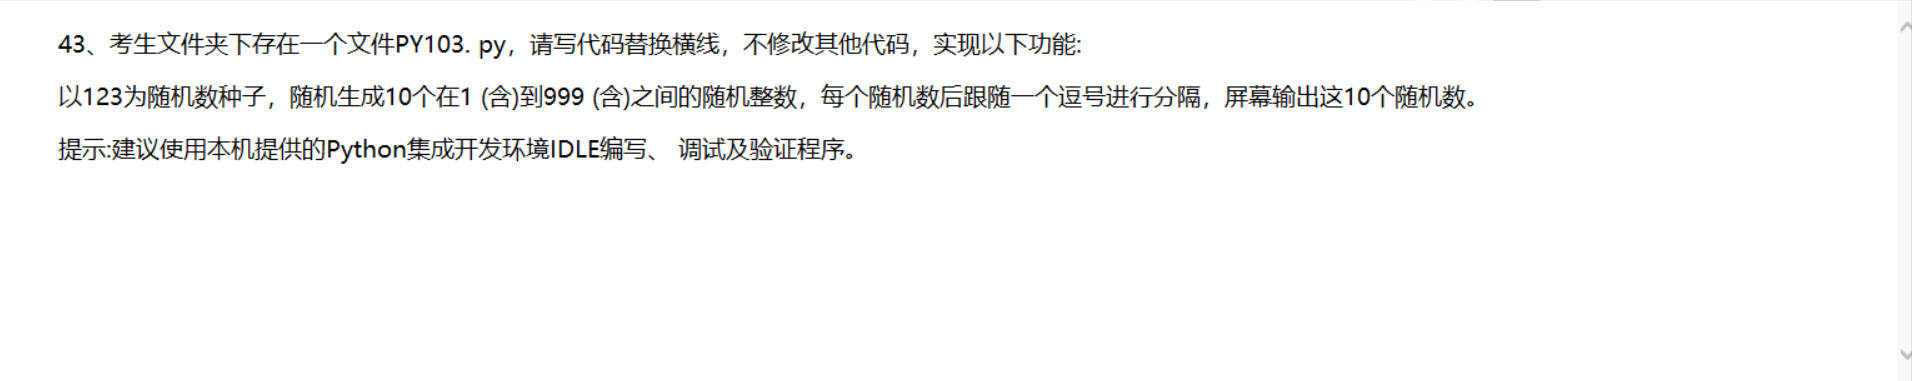 43、考生文件夹下存在一个文件PY103. py，请写代码替换横线，不修改其他代码，实现以下功能:
以123为随机数种子，随机生成10个在1 (含)到999 (含)之间的随机整数，每个随机数后跟随一个逗号进行分隔，屏幕输出这10个随机数。
提示:建议使用本机提供的Python集成开发环境IDLE编写、 调试及验证程序。